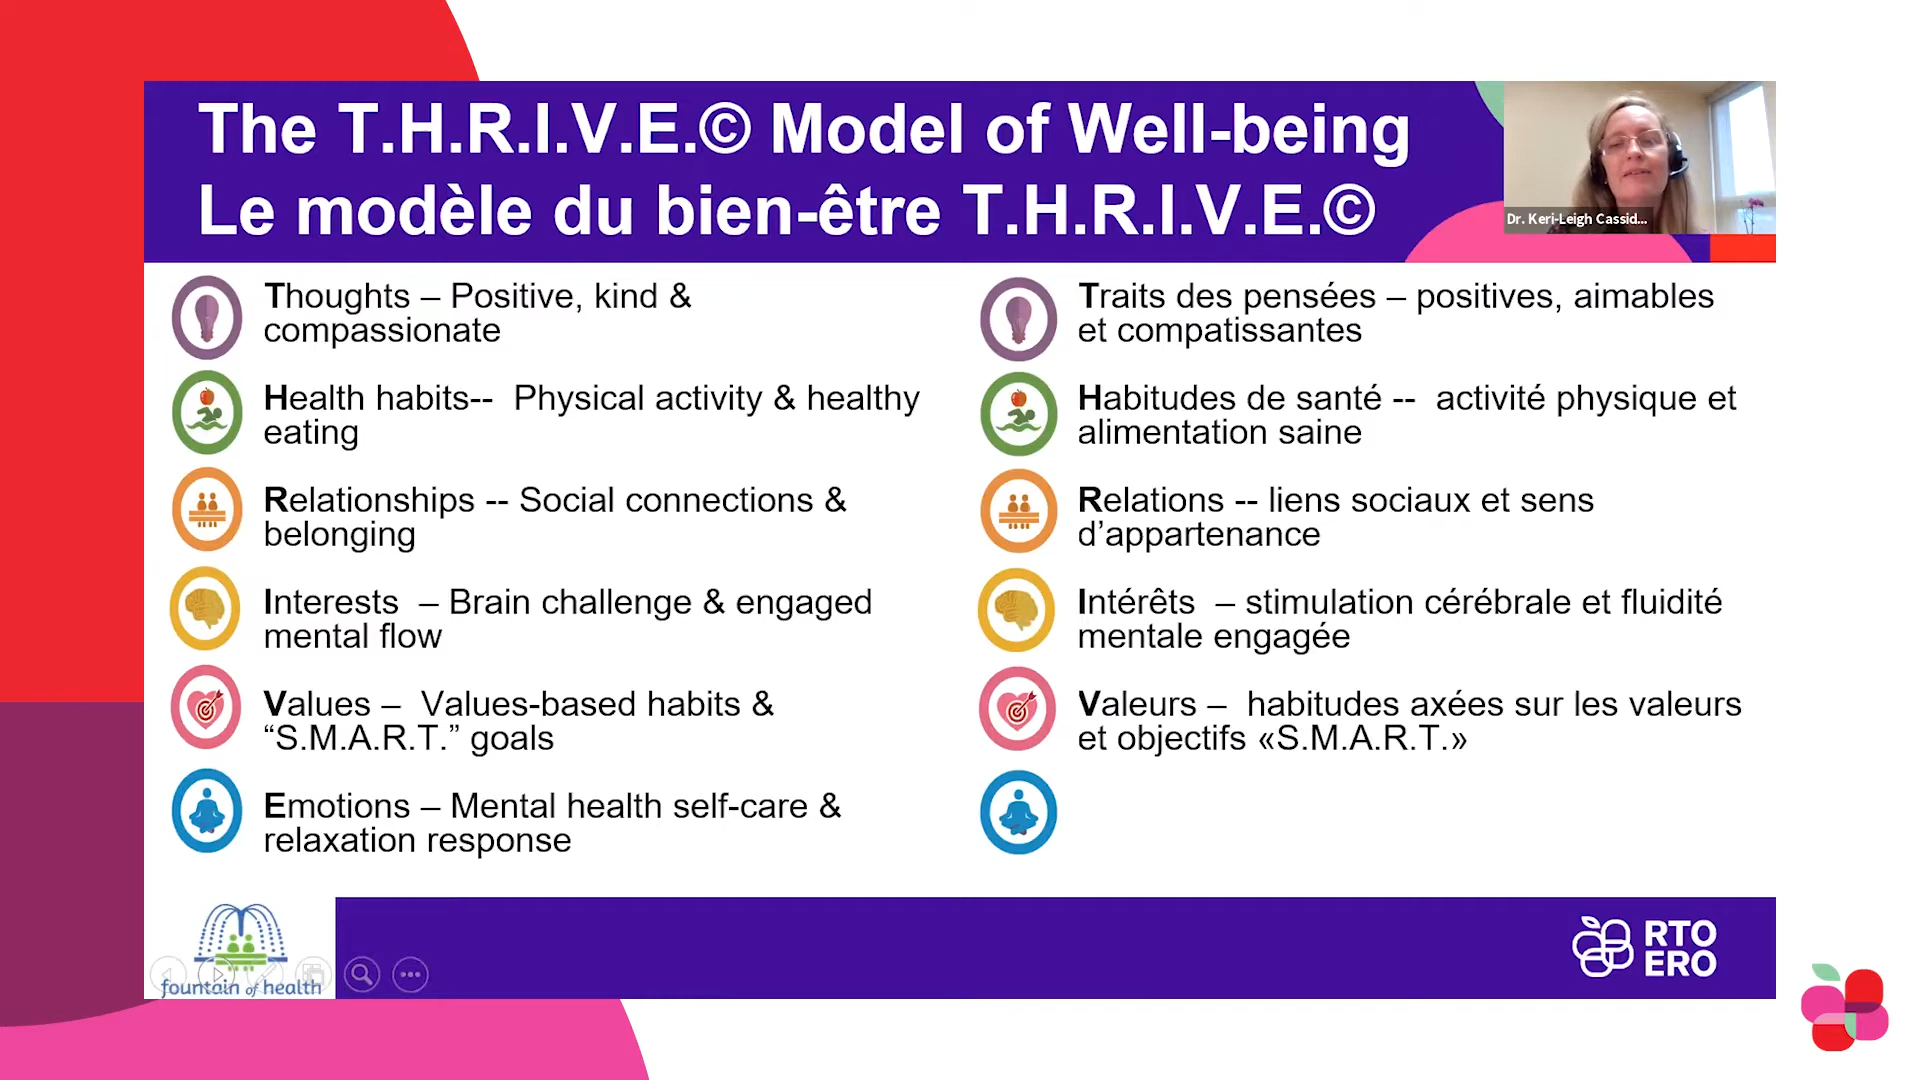 The T.H.R.I.V.E.© Model of Well-being
Le modèle du bien-être T.H.R.I.V.E.©
Dr. Keri-Leigh Cassid...
Thoughts – Positive, kind &
compassionate
Health habits--  Physical activity & healthy
eating
Relationships -- Social connections &
belonging
Interests  – Brain challenge & engaged
mental flow
Values –  Values-based habits &
“S.M.A.R.T.” goals
Emotions – Mental health self-care &
relaxation response
Traits des pensées – positives, aimables
et compatissantes
Habitudes de santé --  activité physique et
alimentation saine
Relations -- liens sociaux et sens
d’appartenance
Intérêts  – stimulation cérébrale et fluidité
mentale engagée
Valeurs –  habitudes axées sur les valeurs
et objectifs «S.M.A.R.T.»
fountain of health
RTO
ERO